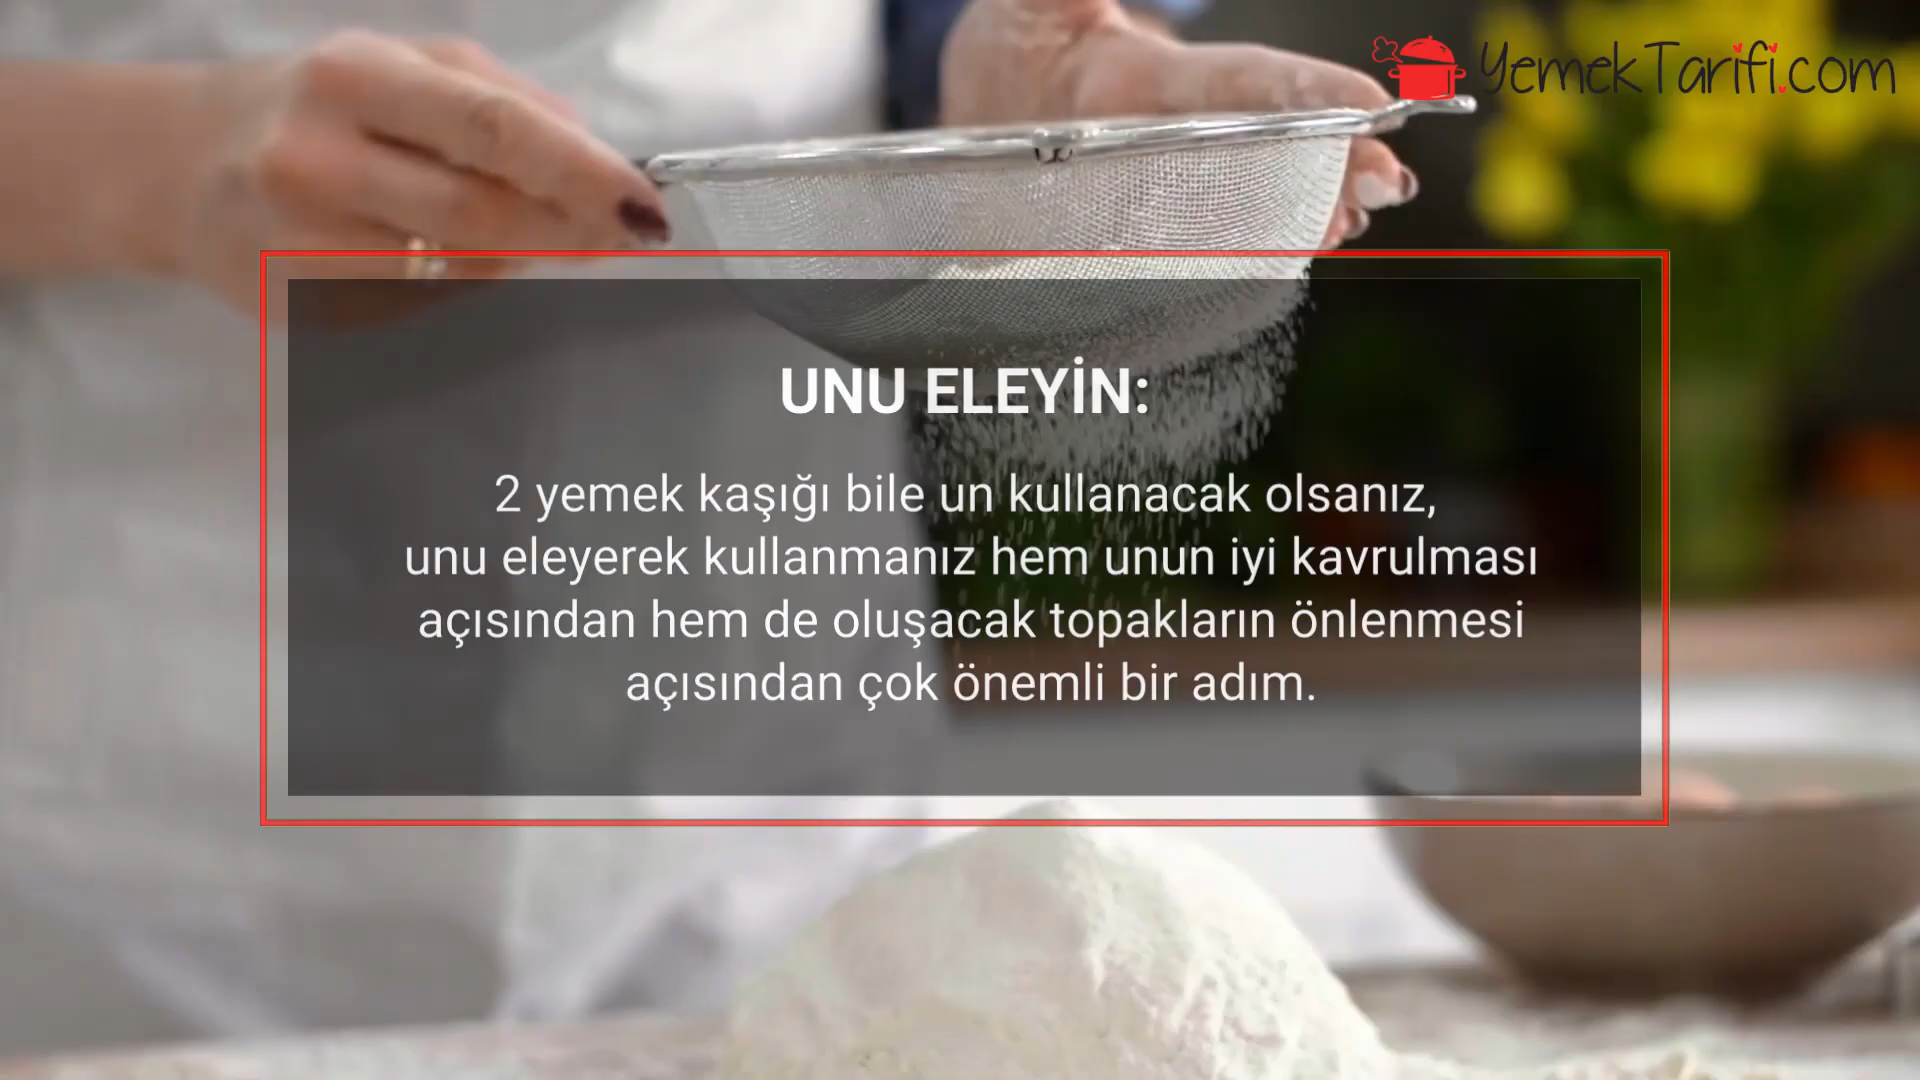 YemekTarifi.com
UNU ELEYİN:
2 yemek kaşığı bile un kullanacak olsanız,
unu eleyerek kullanmanız hem unun iyi kavrulması
açısından hem de oluşacak topakların önlenmesi
açısından çok önemli bir adım.